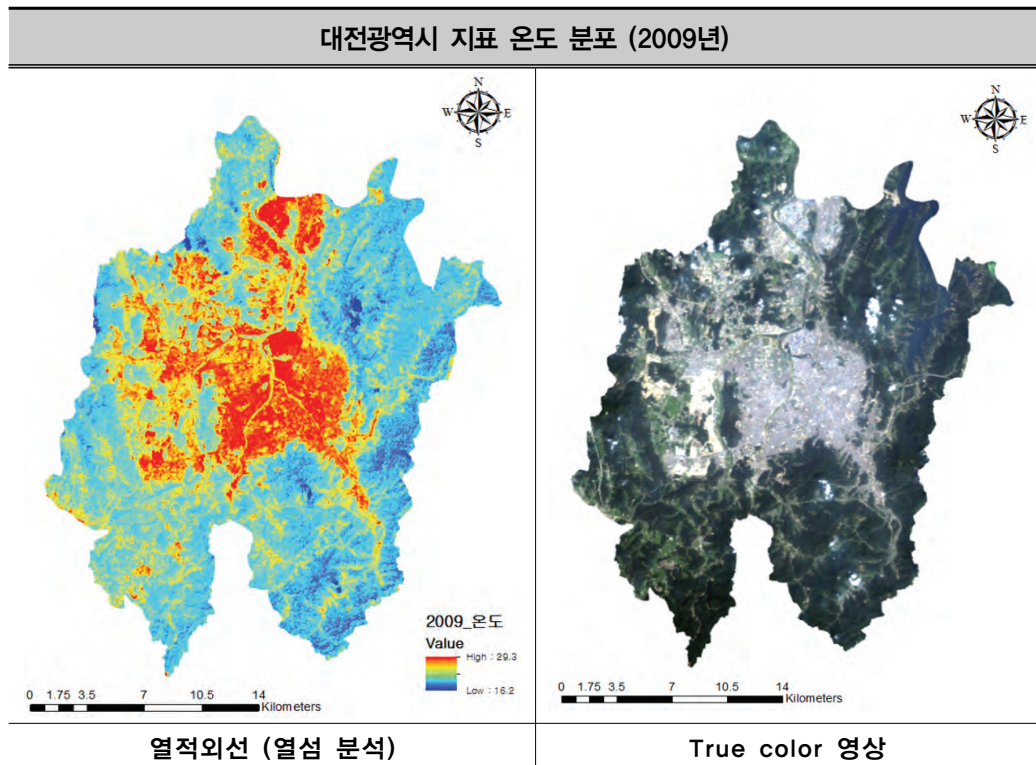 대전광역시 지표 온도 분포 (2009년)
N
W E
S
N
W E
S
2009_온도
Value
High : 29.3
Low : 16.2
0 1.75 3.5 7 10.5 14
Kilometers
0 1.75 3.5 7 10.5 14
Kilometers
열적외선 (열섬 분석)
True color 영상